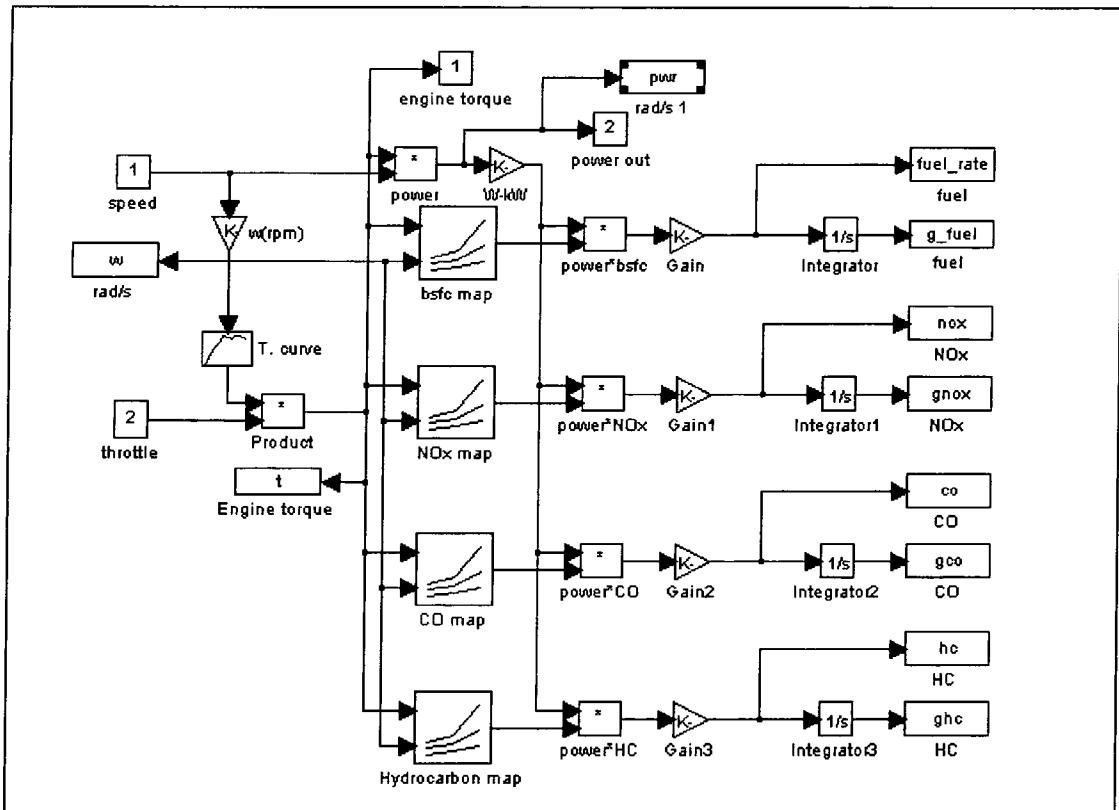 1
engine torque
pwr
rad/s 1
2
power out
1
speed
*
power
K-
W-kW
fuel_rate
fuel
K-
w(rpm)
w
rad/s
bsfc map
*
power*bsfc
K-
Gain
1/s
Integrator
g_fuel
fuel
T. curve
nox
NOx
2
throttle
*
Product
NOx map
*
power*NOx
K-
Gain1
1/s
Integrator1
gnox
NOx
t
Engine torque
co
CO
CO map
*
power*CO
K-
Gain2
1/s
Integrator2
gco
CO
hc
HC
Hydrocarbon map
*
power*HC
K-
Gain3
1/s
Integrator3
ghc
HC